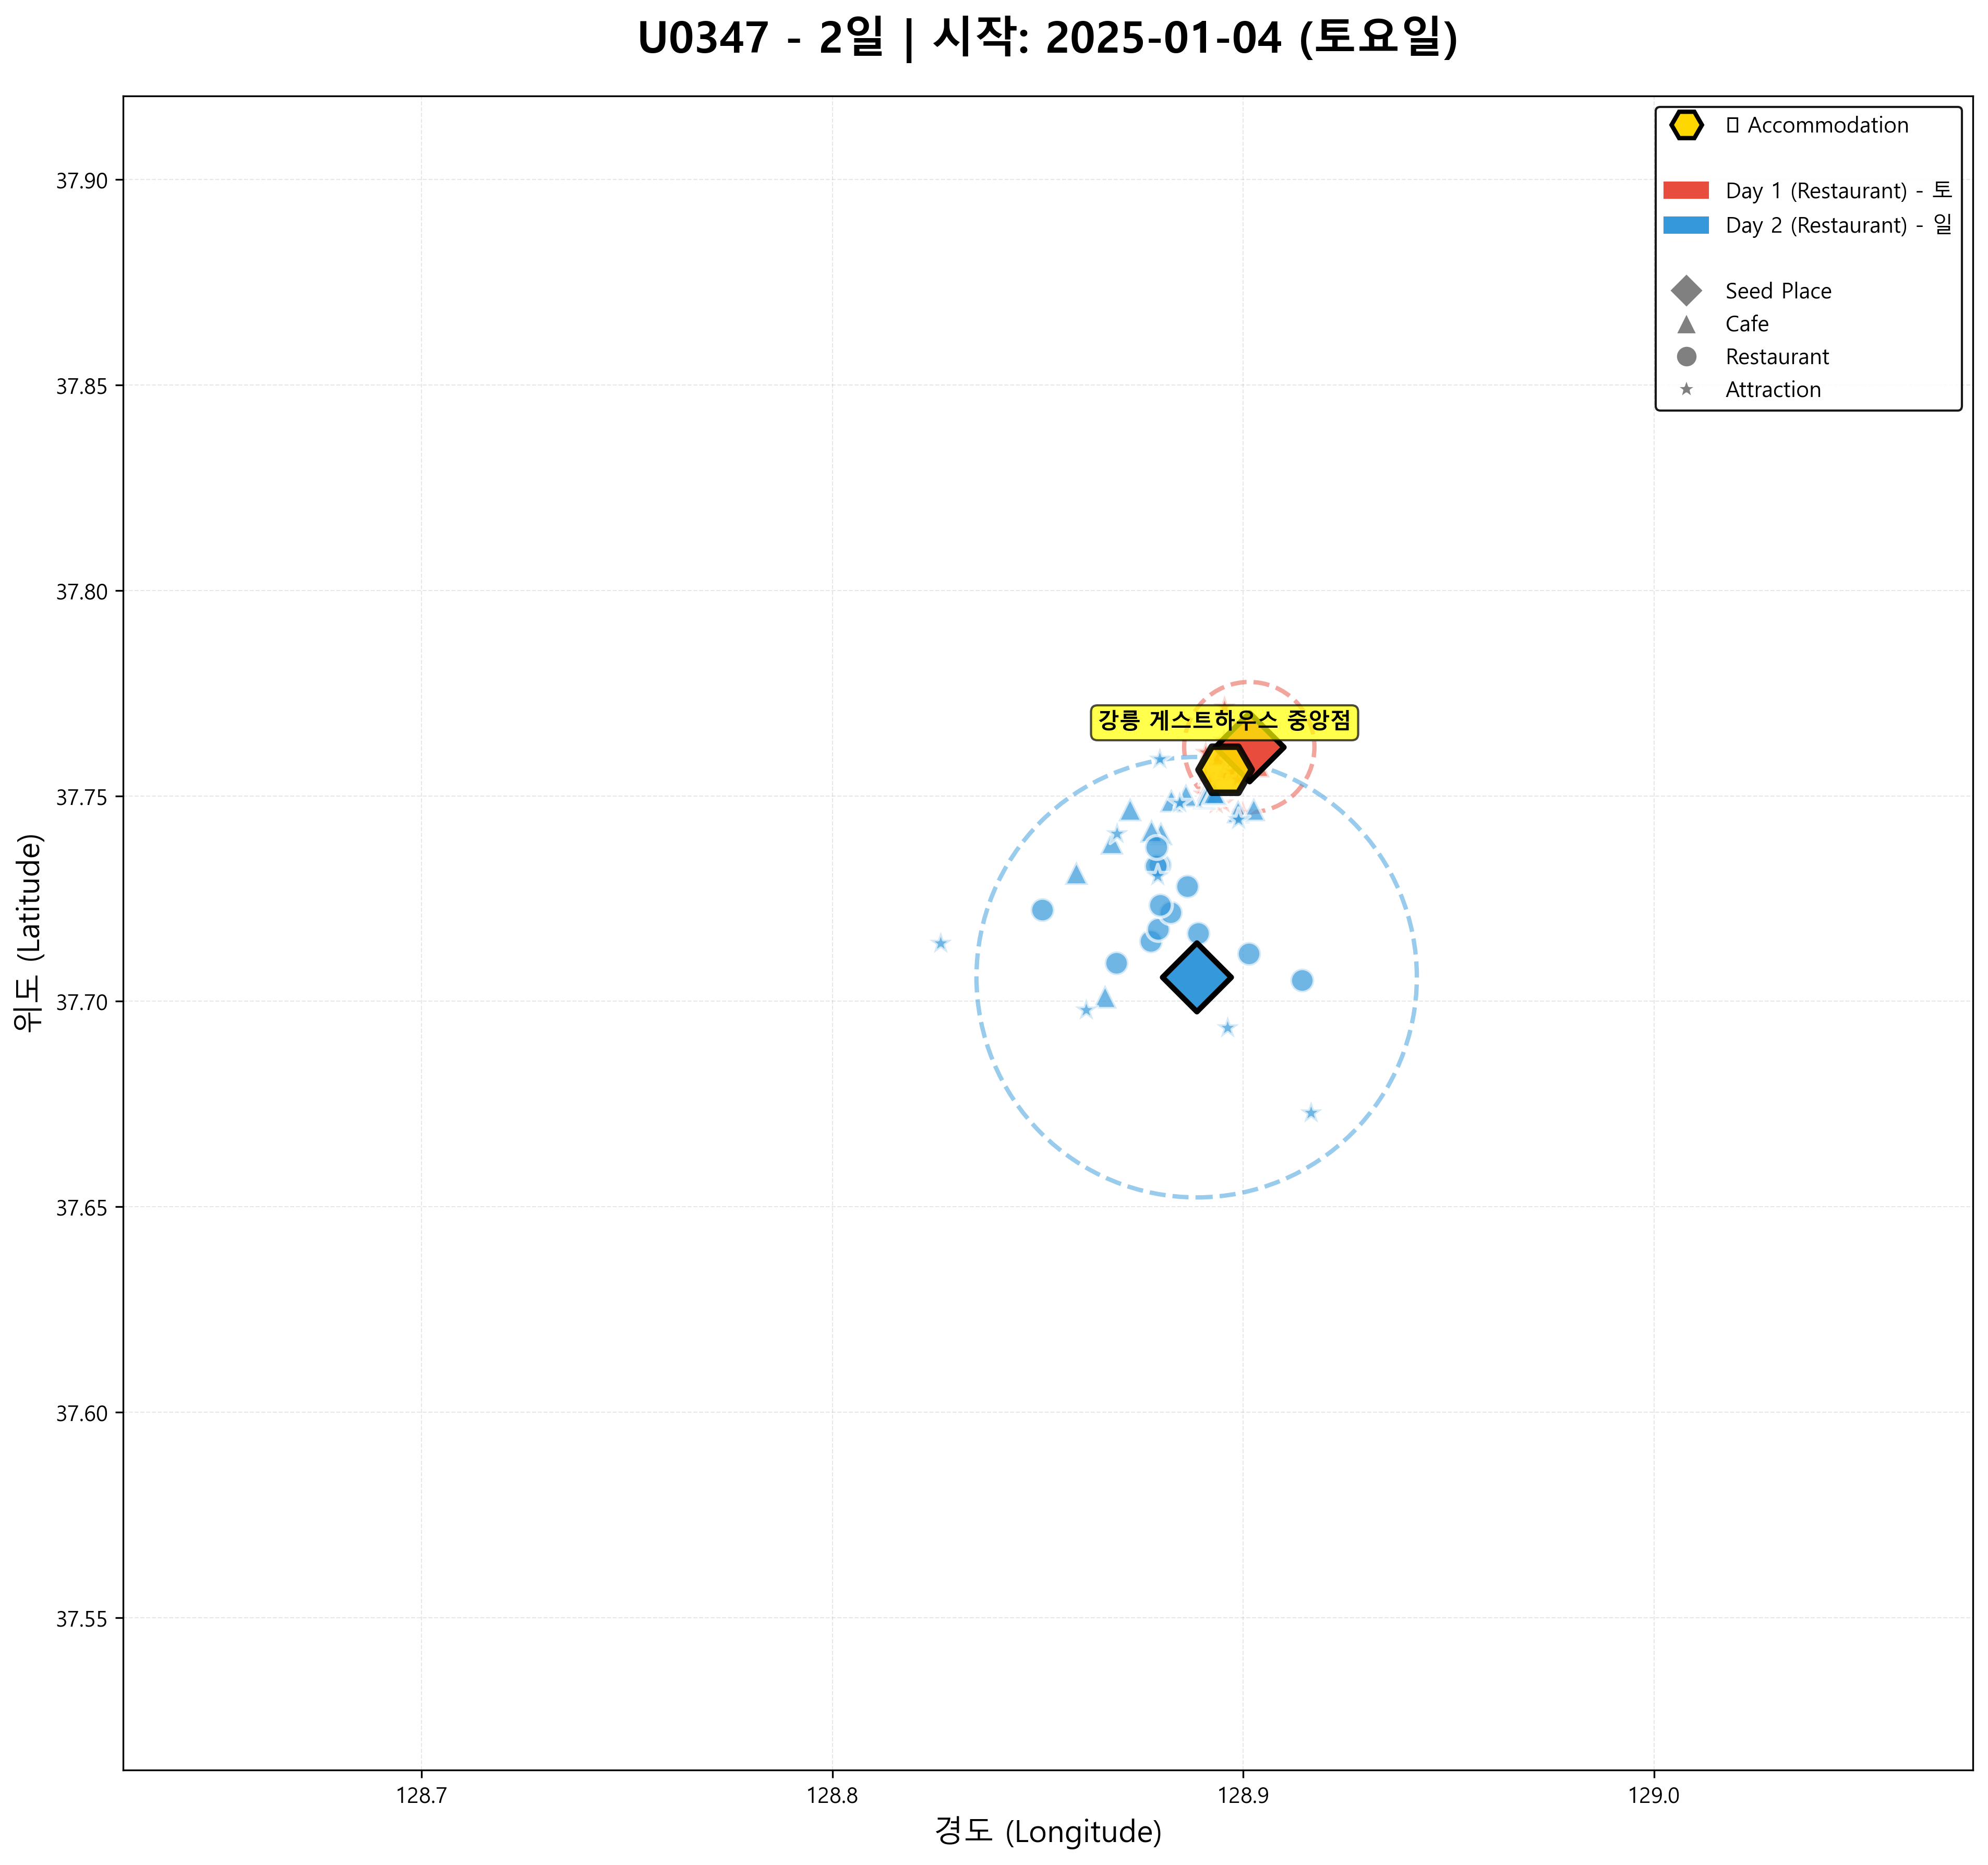 U0347 - 2일 | 시작: 2025-01-04 (토요일)
Accommodation
Day 1 (Restaurant) - 토
Day 2 (Restaurant) - 일
Seed Place
Cafe
Restaurant
Attraction
37.90
37.85
37.80
37.75
37.70
37.65
37.60
37.55
강릉 게스트하우스 중앙점
위도 (Latitude)
128.7
128.8
128.9
129.0
경도 (Longitude)